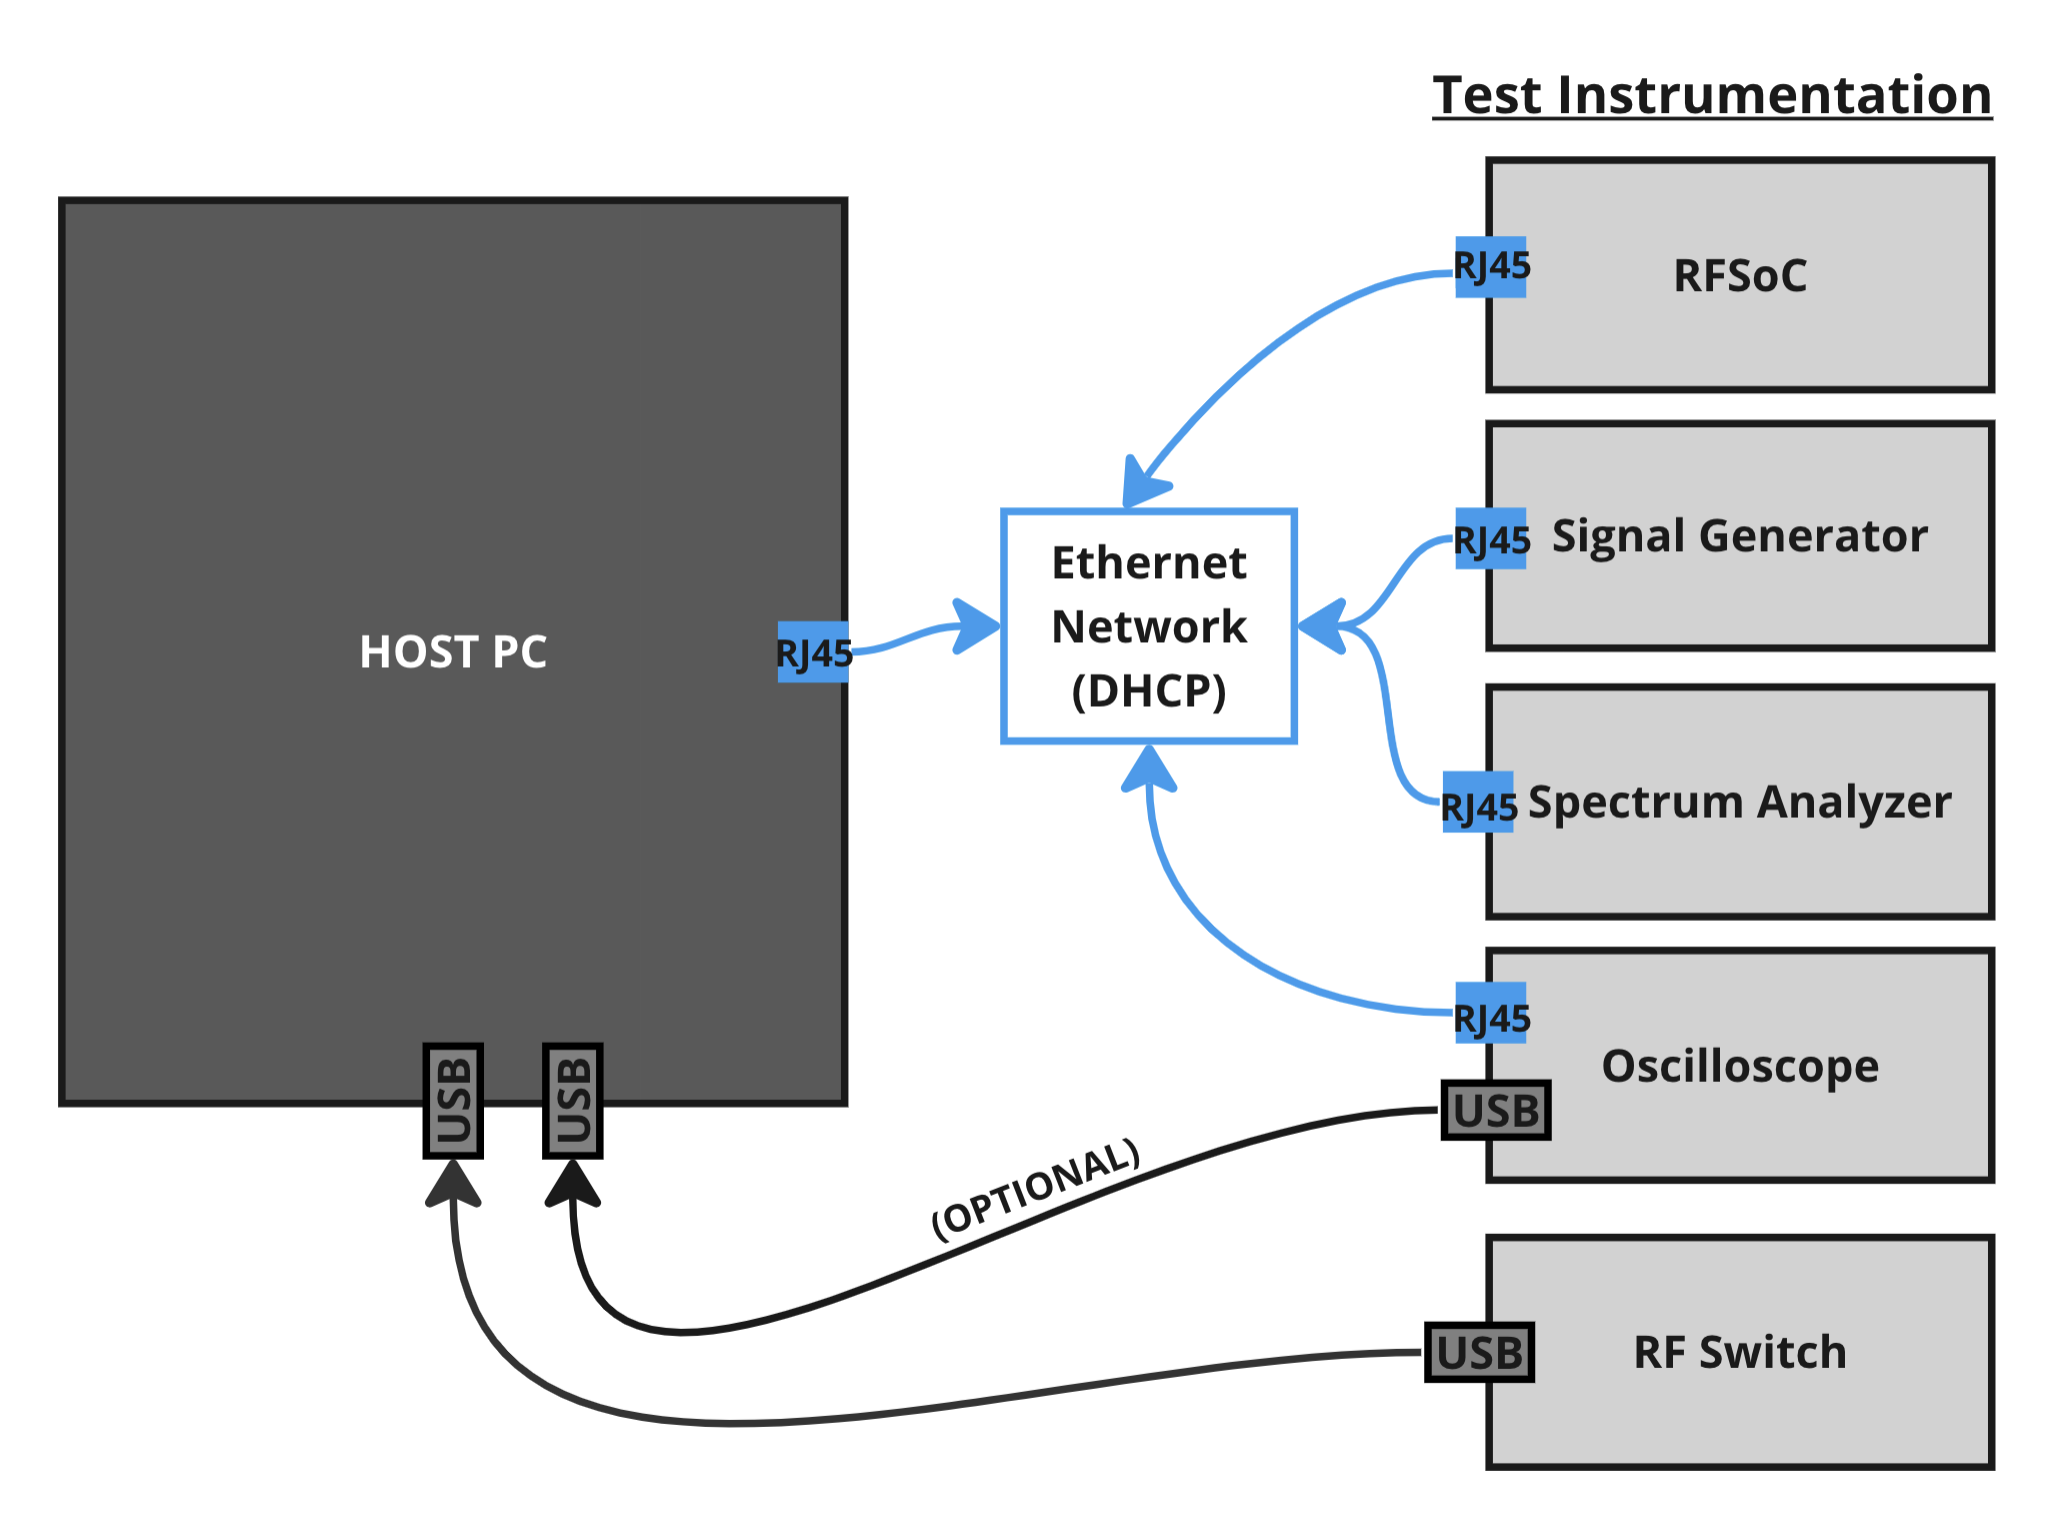 Test Instrumentation
RJ45
RFSoC
RJ45
Signal Generator
Ethernet
Network
(DHCP)
HOST PC
RJ45
RJ45
Spectrum Analyzer
RJ45
Oscilloscope
USB
USB
USB
(OPTIONAL)
USB
RF Switch